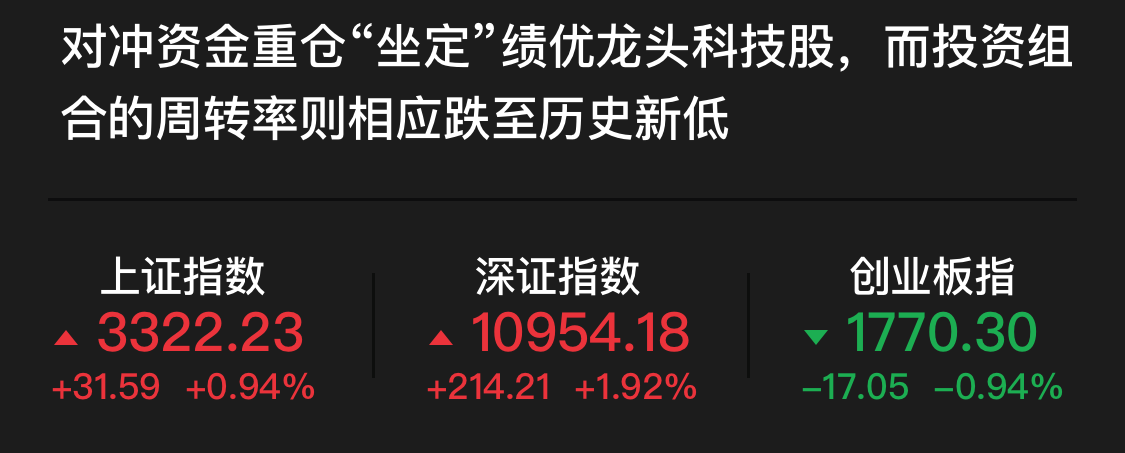 对冲资金重仓“坐定”绩优龙头科技股，而投资组
合的周转率则相应跌至历史新低
上证指数 深证指数 创业板指
▲ 3322.23 ▲ 10954.18 ▼ 1770.30
+31.59 +0.94% +214.21 +1.92% −17.05 −0.94%